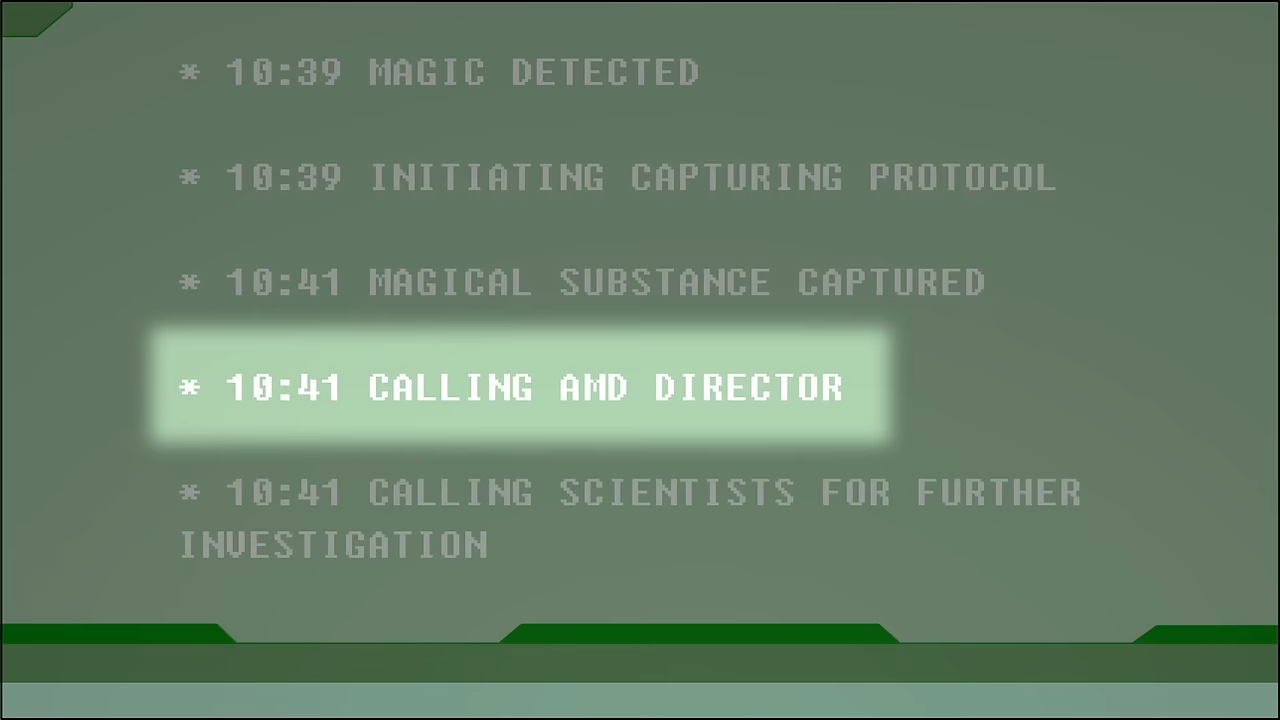 * 10:39 MAGIC DETECTED
* 10:39 INITIATING CAPTURING PROTOCOL
* 10:41 MAGICAL SUBSTANCE CAPTURED
* 10:41 CALLING AMD DIRECTOR
* 10:41 CALLING SCIENTISTS FOR FURTHER
INVESTIGATION